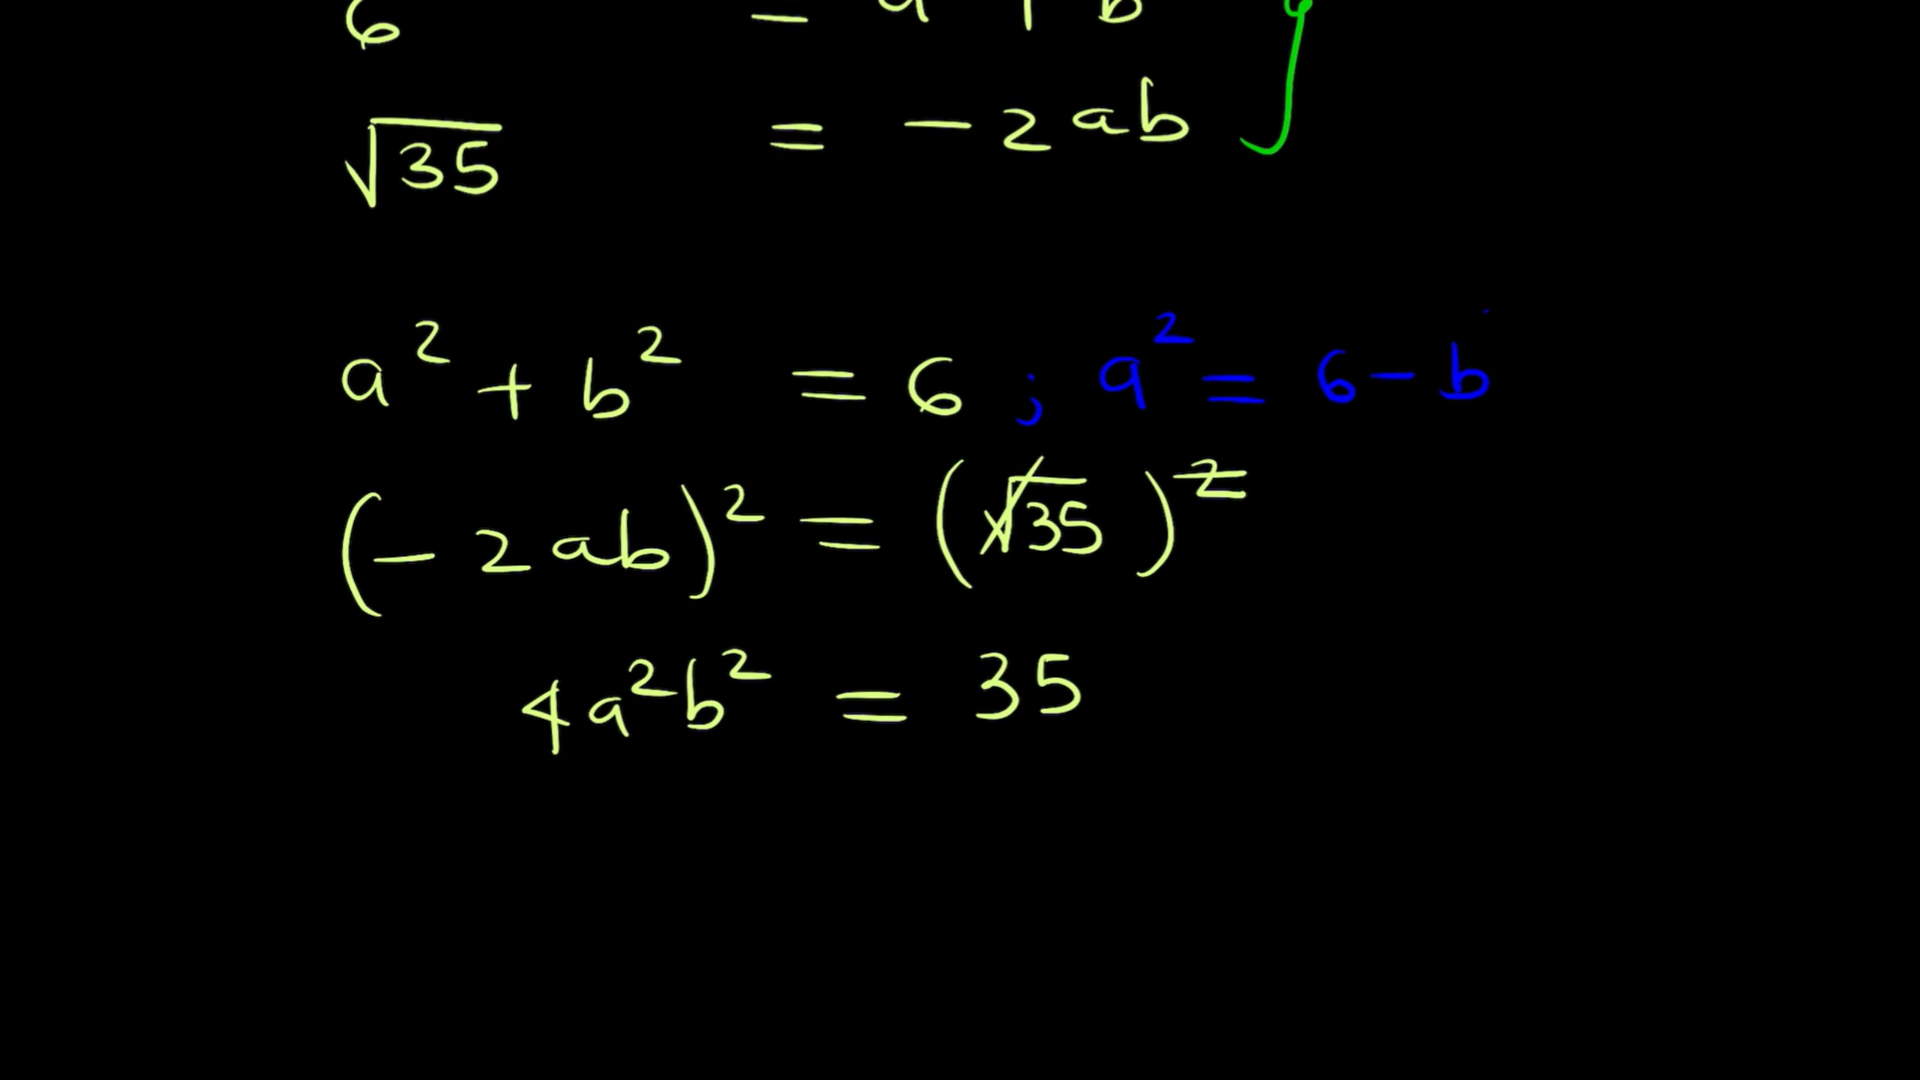 6 = a + b
√35 = - 2ab
a² + b² = 6 ; a² = 6 - b
(- 2ab)² = (√35)²
4a²b² = 35